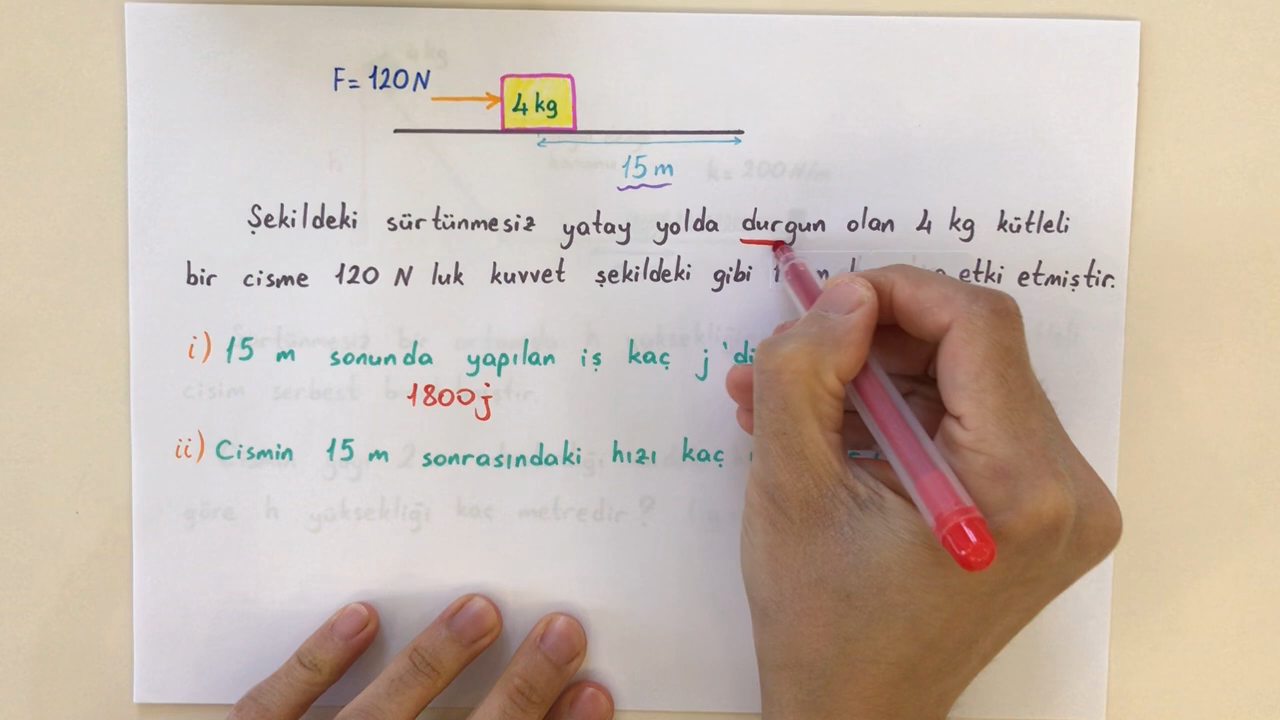 F= 120 N
4 kg
15 m
Şekildeki sürtünmesiz yatay yolda durgun olan 4 kg kütleli
bir cisme 120 N luk kuvvet şekildeki gibi etki etmiştir.
i) 15 m sonunda yapılan iş kaç j
1800 j
ii) Cismin 15 m sonrasındaki hızı kaç